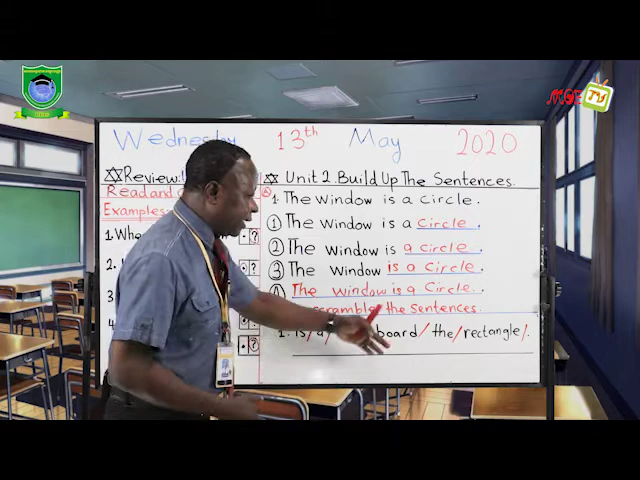 MGE TV
Wednesday 13th May 2020
Review:
Read and
Examples:
1. Whe
2.
3
4
Unit 2. Build Up The Sentences.
1. The window is a circle.
① The window is a circle.
② The window is a circle.
③ The window is a circle.
The window is a circle.
scramble the sentences.
1. is / a / board / the / rectangle /.